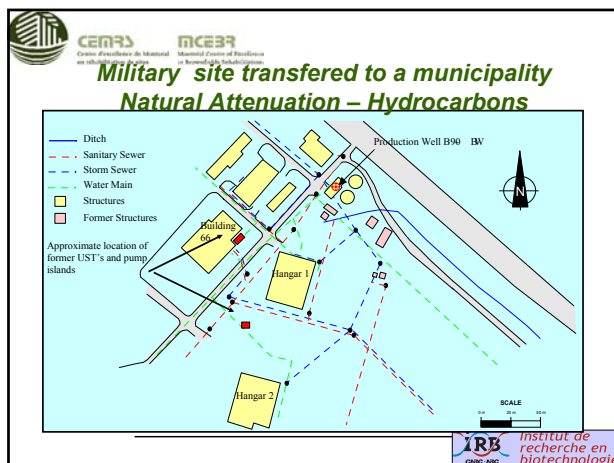 CEMRS
Centre d'excellence de Montréal
en réhabilitation de sites
MCEBR
Montreal Centre of Excellence
in Brownfields Rehabilitation
Military site transfered to a municipality
Natural Attenuation – Hydrocarbons
Ditch
Sanitary Sewer
Storm Sewer
Water Main
Structures
Former Structures
Approximate location of
former UST's and pump
islands
Production Well B90 BW
N
Building
66
Hangar 1
Hangar 2
SCALE
0 m
IRB
CNRC-NRC
Institut de
recherche en
biotechnologie